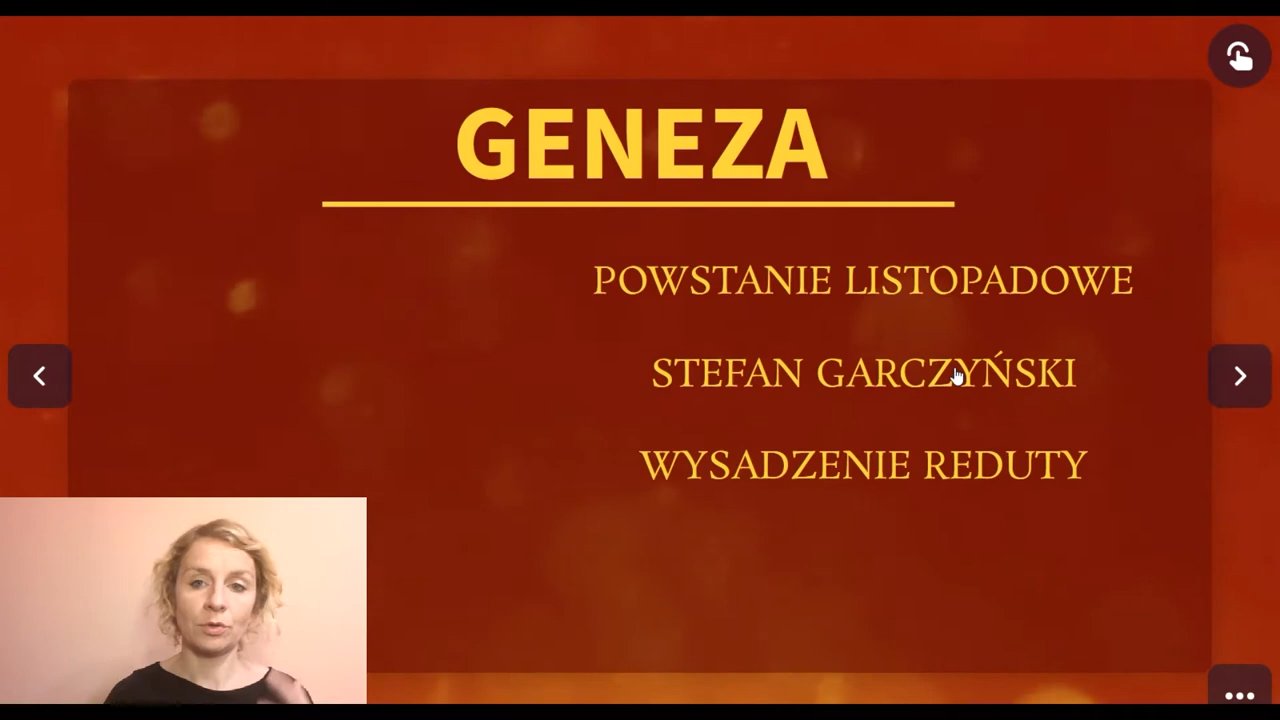 GENEZA
POWSTANIE LISTOPADOWE
STEFAN GARCZYŃSKI
WYSADZENIE REDUTY